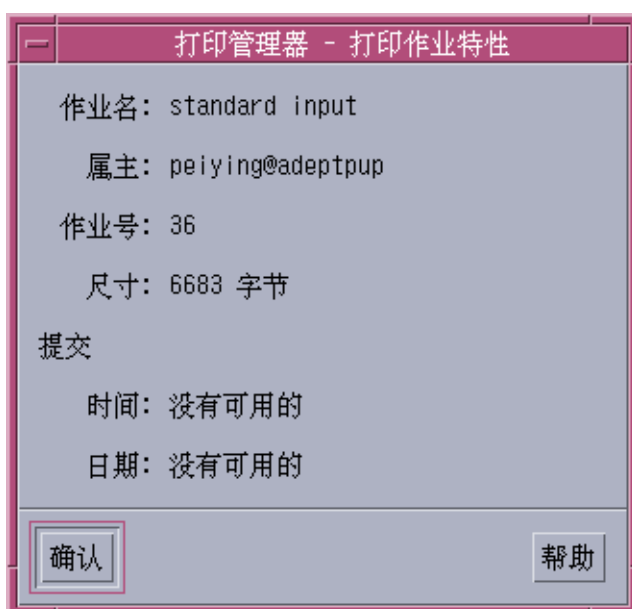 打印管理器 - 打印作业特性
作业名: standard input
属主: peiying@adeptpup
作业号: 36
尺寸: 6683 字节
提交
时间: 没有可用的
日期: 没有可用的
确认 帮助